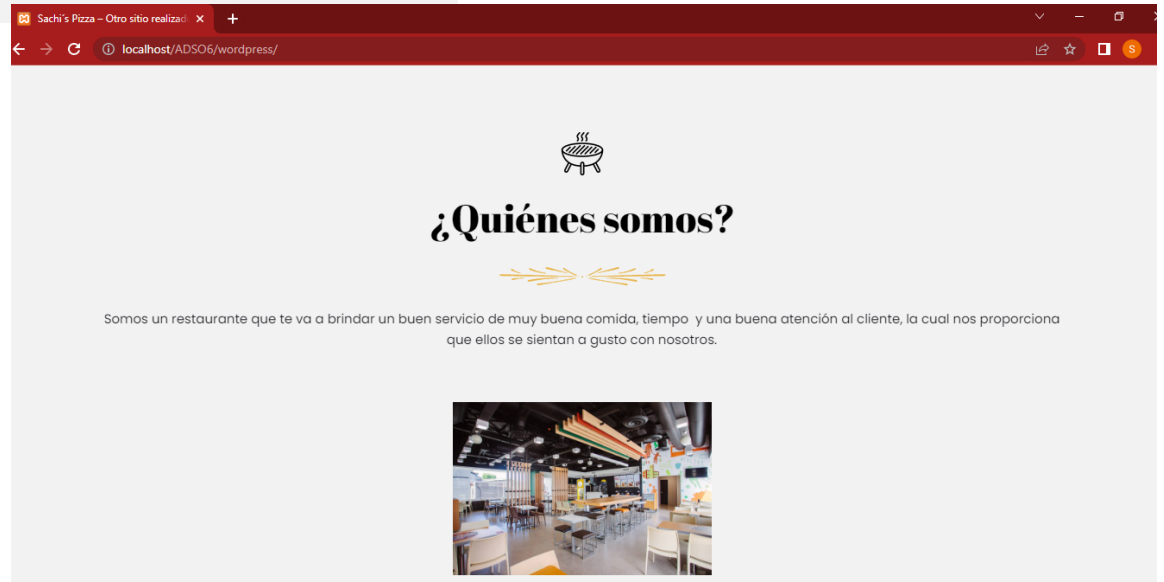 Sachi's Pizza – Otro sitio realizad
localhost/ADSO6/wordpress/
S
¿Quiénes somos?
Somos un restaurante que te va a brindar un buen servicio de muy buena comida, tiempo  y una buena atención al cliente, la cual nos proporciona
que ellos se sientan a gusto con nosotros.